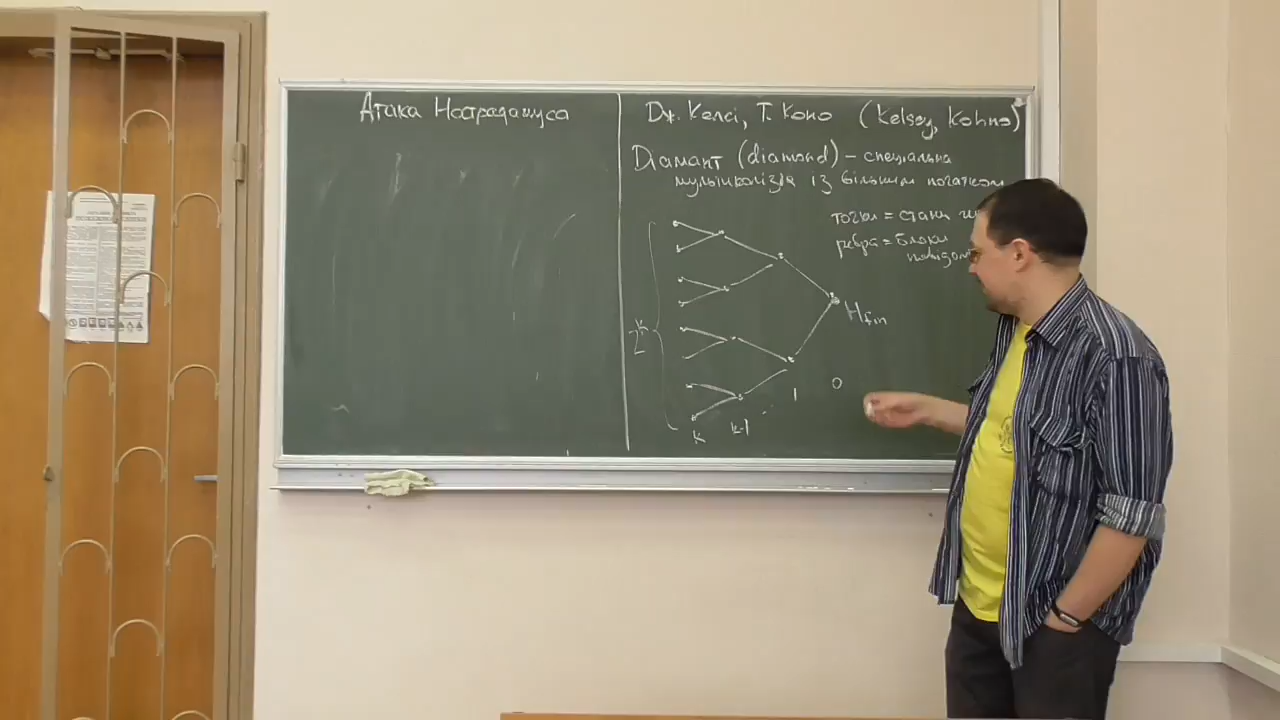 Атака Нострадамуса
Дж. Келсі, Т. Коно (Kelsey, Kohno)
Діамант (diamond) – спеціальна
мультиколізія із більшим початком
точки = стани
ребра = блоки
2^k
H_fin
k k-1 ... 1 0